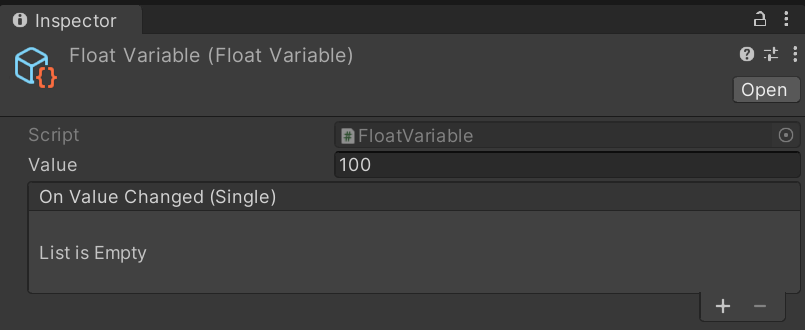 Inspector
Float Variable (Float Variable)
Open
Script
FloatVariable
Value
100
On Value Changed (Single)
List is Empty